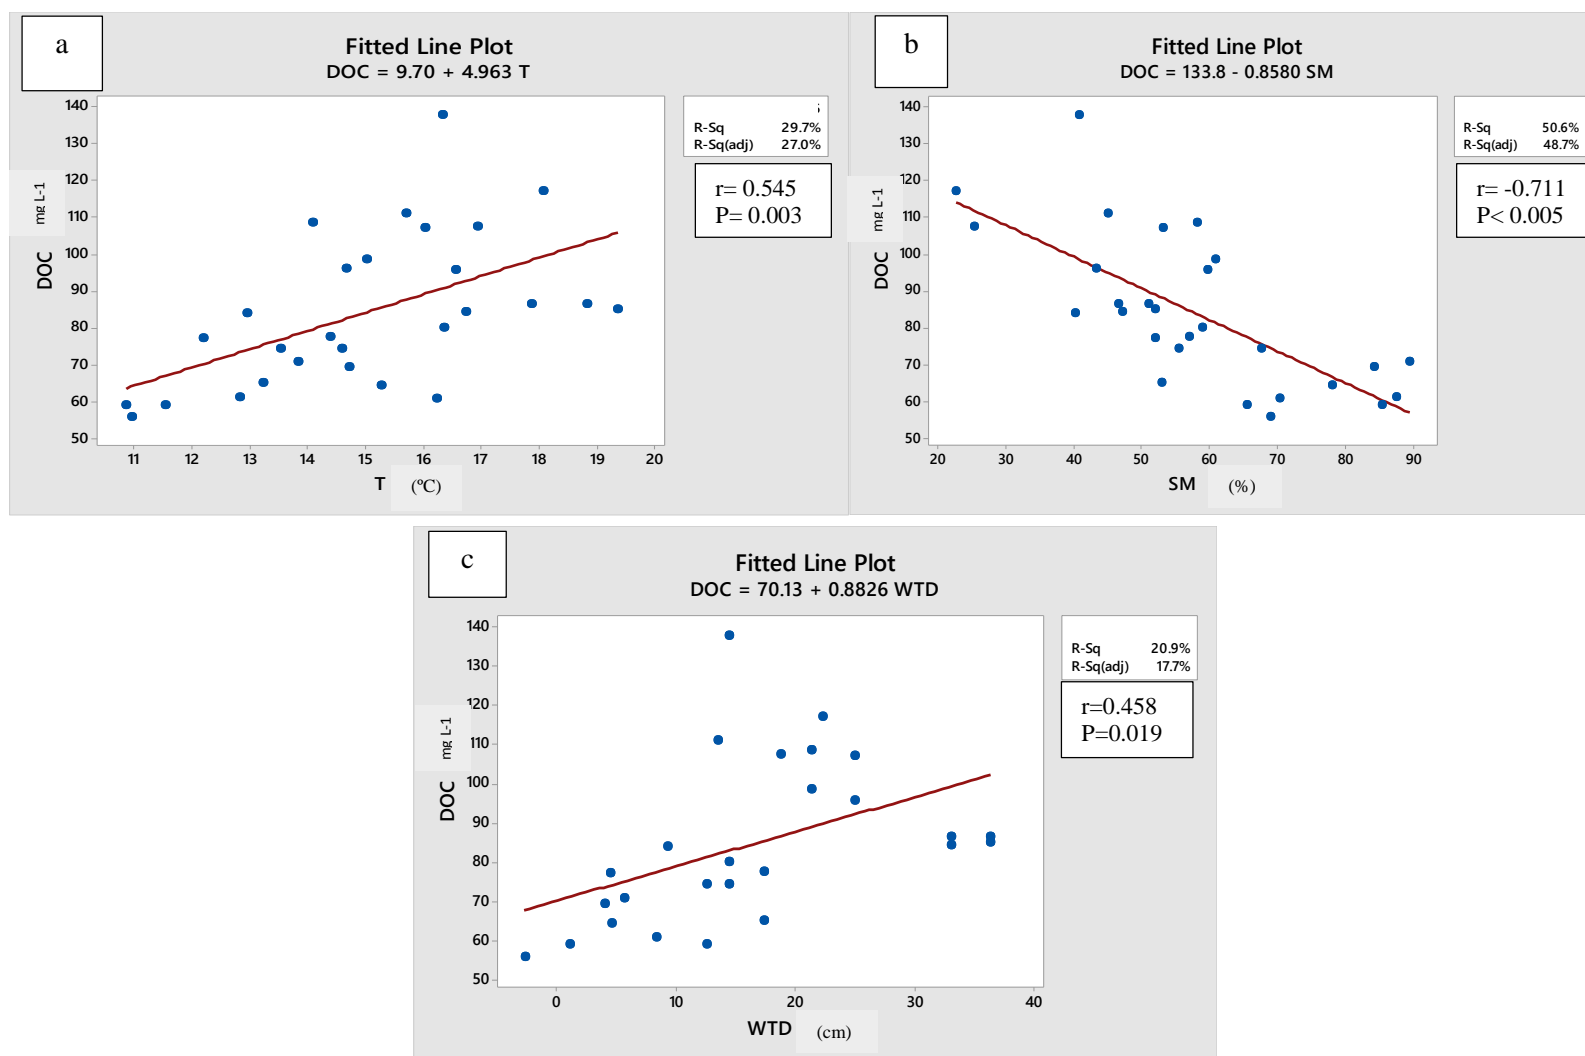 a
Fitted Line Plot
DOC = 9.70 + 4.963 T
140
130
120
110
100
90
80
70
60
50
DOC mg L-1
R-Sq 29.7%
R-Sq(adj) 27.0%
r= 0.545
P= 0.003
11 12 13 14 15 16 17 18 19 20
T (ºC)
b
Fitted Line Plot
DOC = 133.8 - 0.8580 SM
140
130
120
110
100
90
80
70
60
50
DOC mg L-1
R-Sq 50.6%
R-Sq(adj) 48.7%
r= -0.711
P< 0.005
20 30 40 50 60 70 80 90
SM (%)
c
Fitted Line Plot
DOC = 70.13 + 0.8826 WTD
140
130
120
110
100
90
80
70
60
50
DOC mg L-1
R-Sq 20.9%
R-Sq(adj) 17.7%
r=0.458
P=0.019
0 10 20 30 40
WTD (cm)